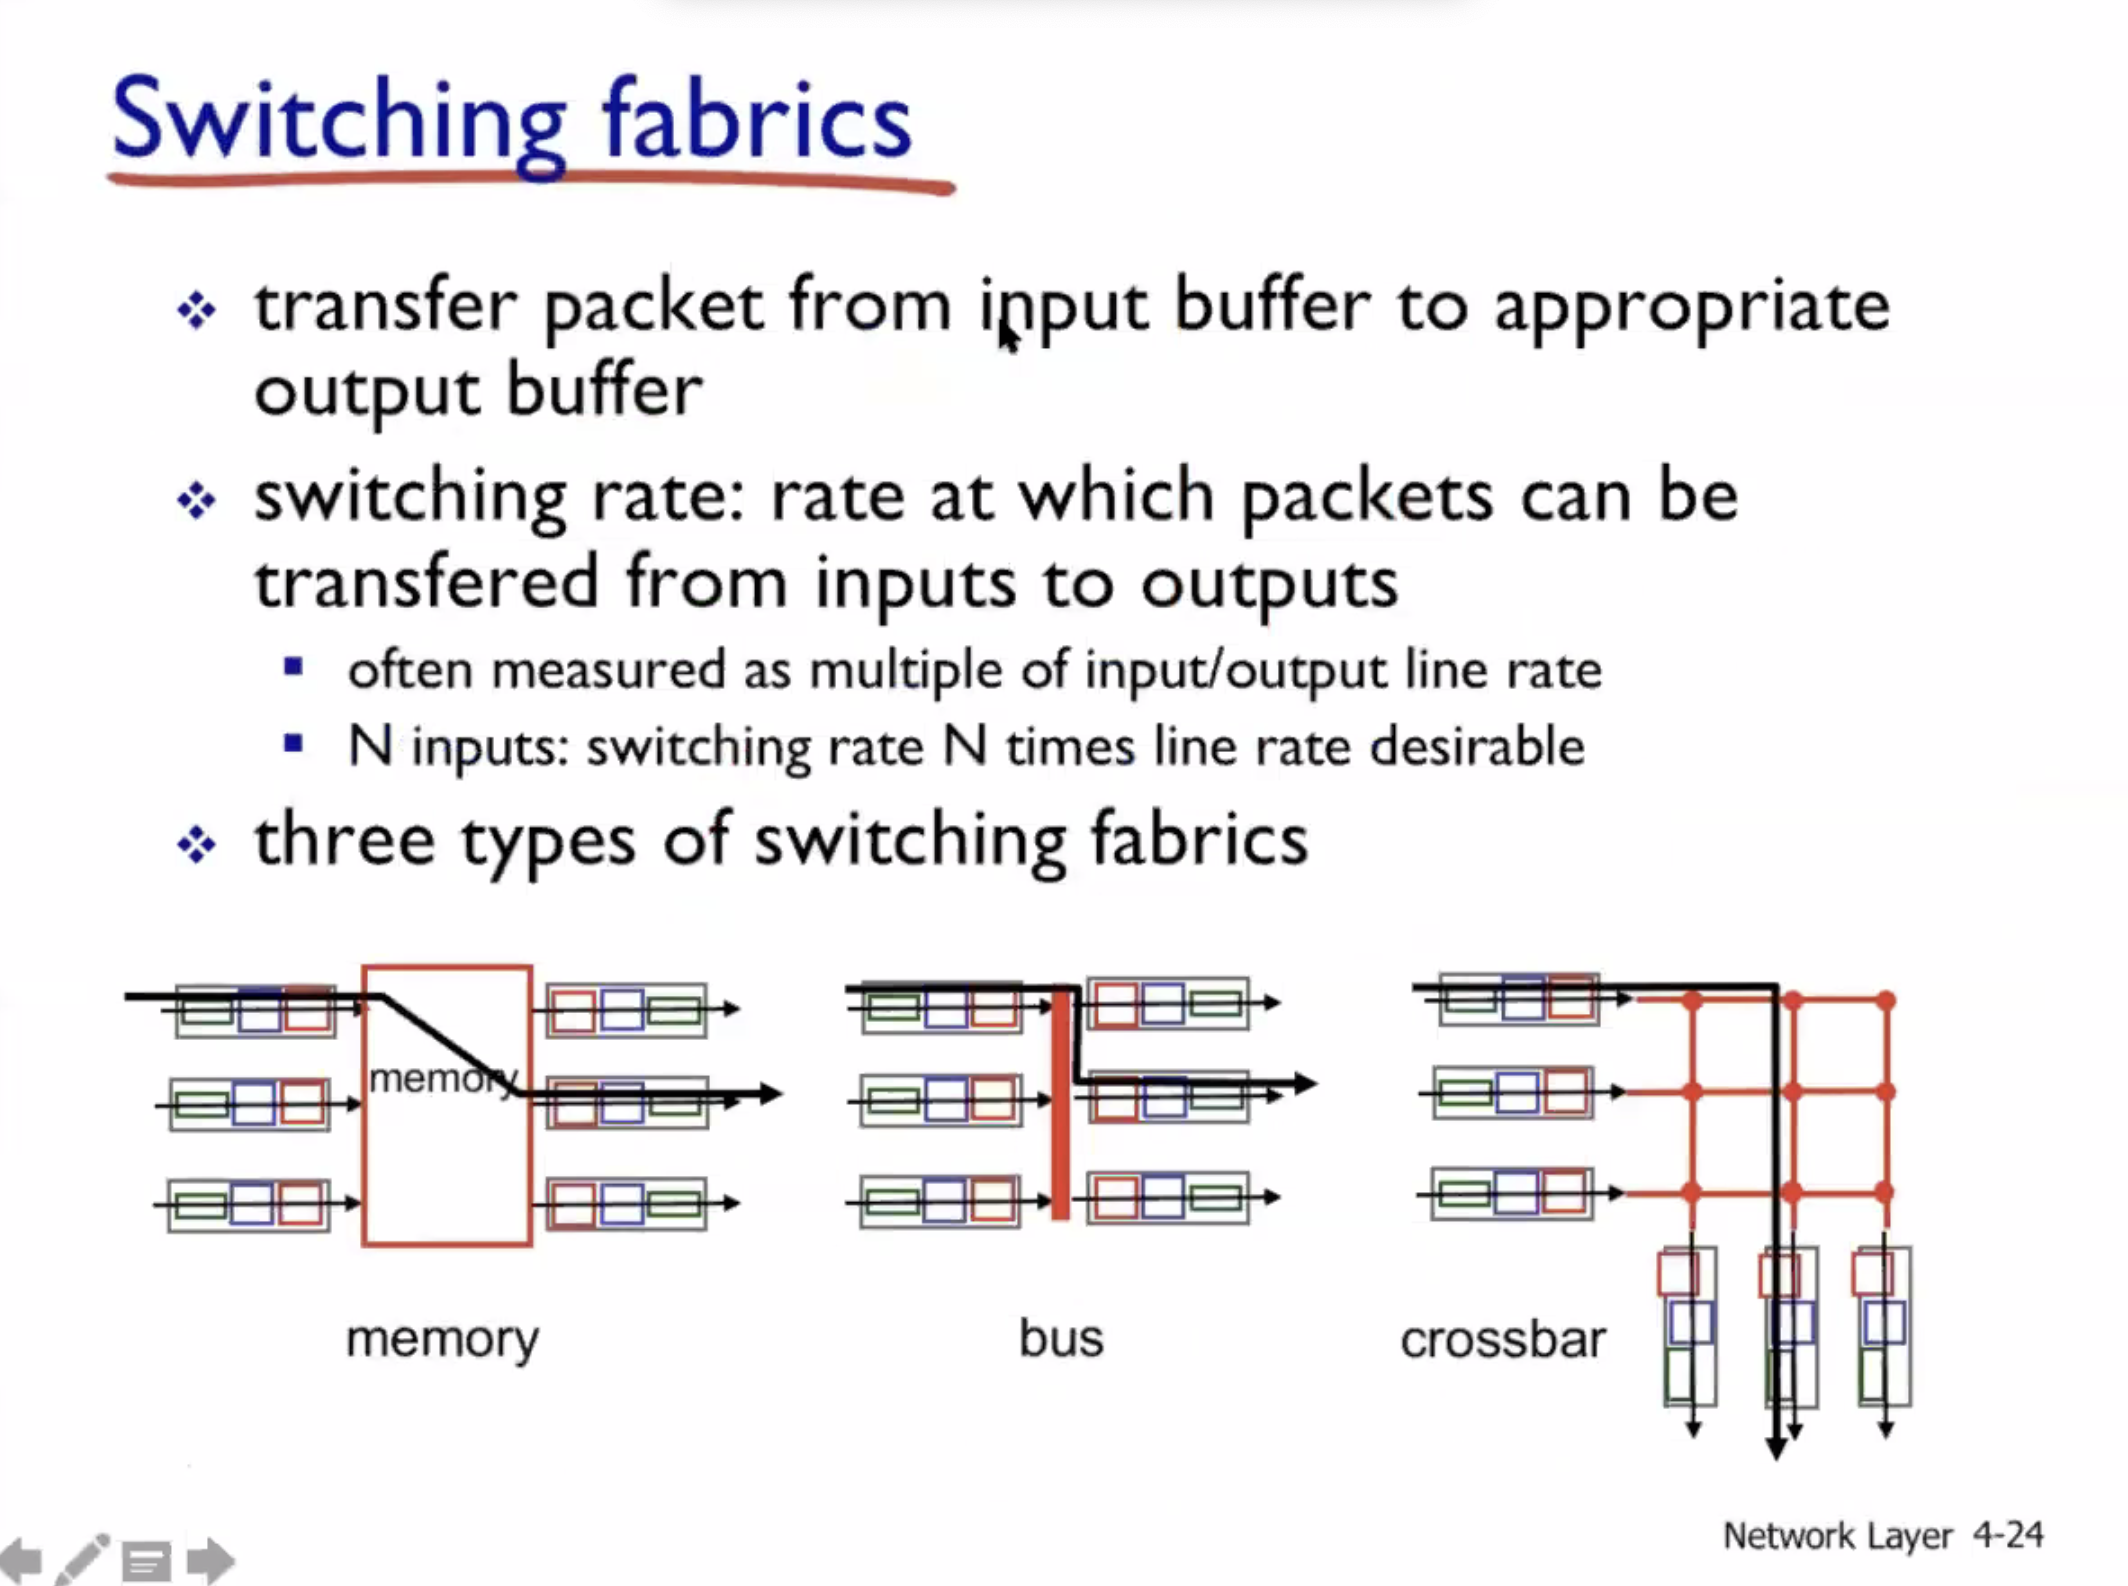 Switching fabrics
transfer packet from input buffer to appropriate
output buffer
switching rate: rate at which packets can be
transfered from inputs to outputs
often measured as multiple of input/output line rate
N inputs: switching rate N times line rate desirable
three types of switching fabrics
memory
memory
bus
crossbar
Network Layer 4-24